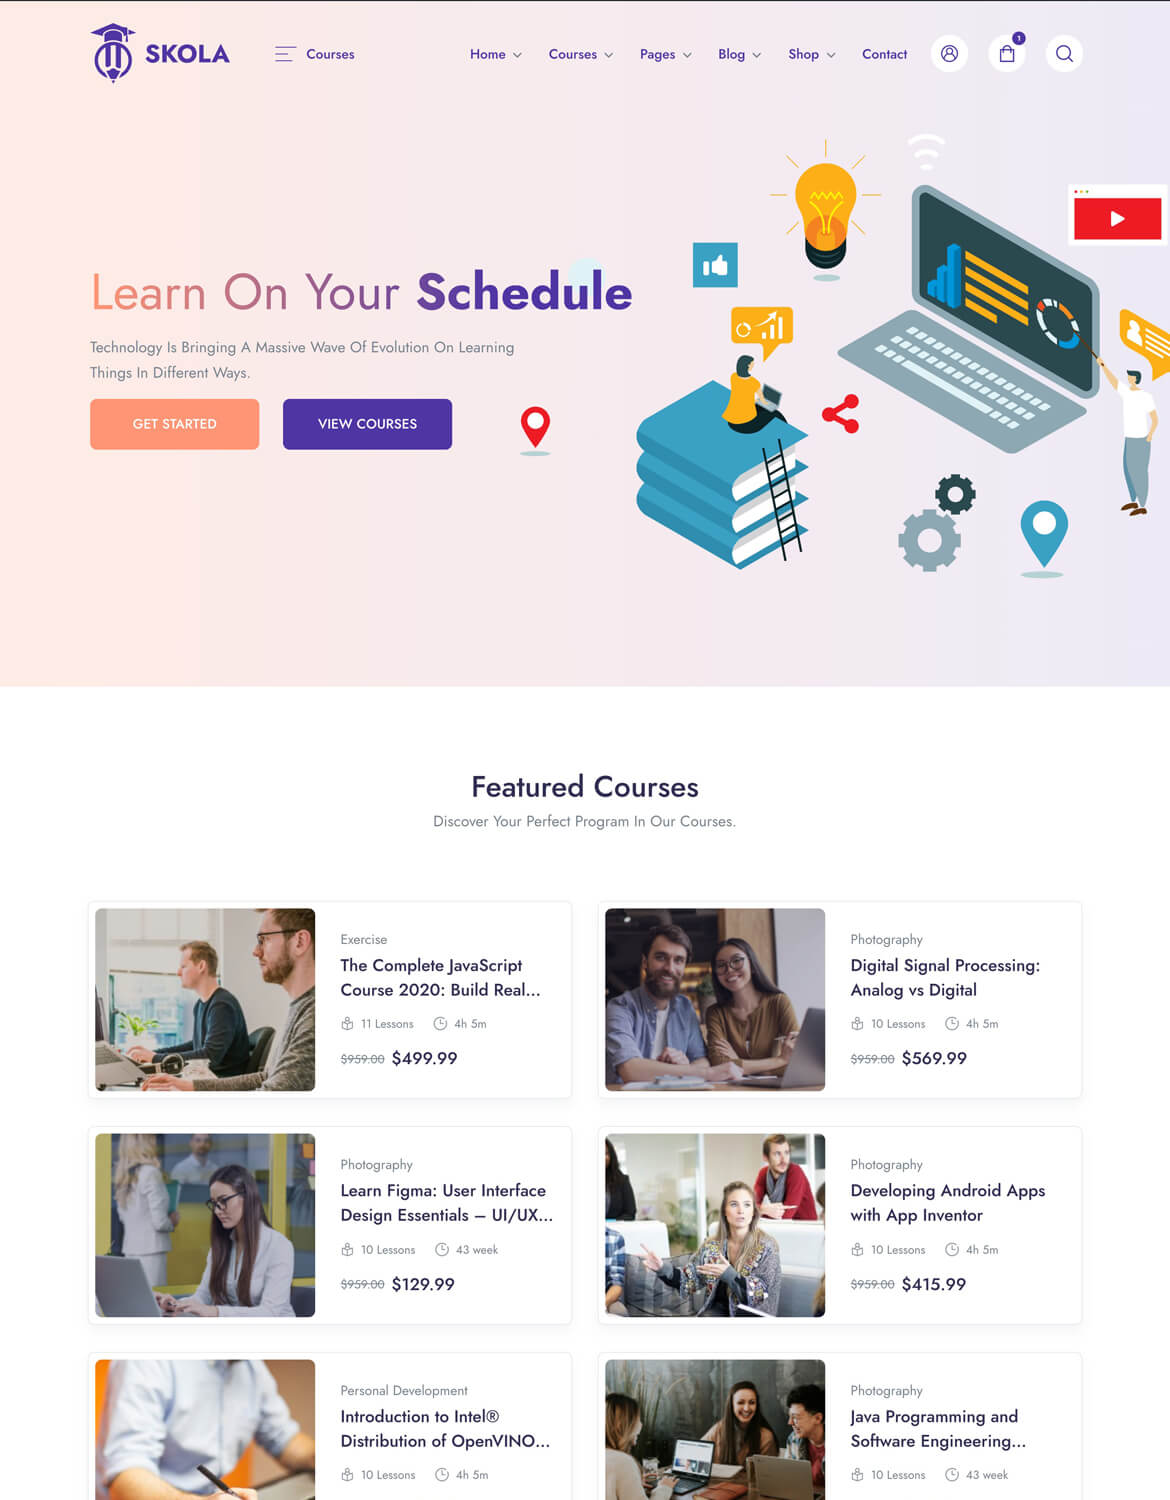 SKOLA
Courses
Home
Courses
Pages
Blog
Shop
Contact
1
Learn On Your Schedule
Technology Is Bringing A Massive Wave Of Evolution On Learning
Things In Different Ways.
GET STARTED
VIEW COURSES
Featured Courses
Discover Your Perfect Program In Our Courses.
Exercise
The Complete JavaScript
Course 2020: Build Real...
11 Lessons
4h 5m
$959.00 $499.99
Photography
Digital Signal Processing:
Analog vs Digital
10 Lessons
4h 5m
$959.00 $569.99
Photography
Learn Figma: User Interface
Design Essentials – UI/UX...
10 Lessons
43 week
$959.00 $129.99
Photography
Developing Android Apps
with App Inventor
10 Lessons
4h 5m
$959.00 $415.99
Personal Development
Introduction to Intel®
Distribution of OpenVINO...
10 Lessons
4h 5m
Photography
Java Programming and
Software Engineering...
10 Lessons
43 week